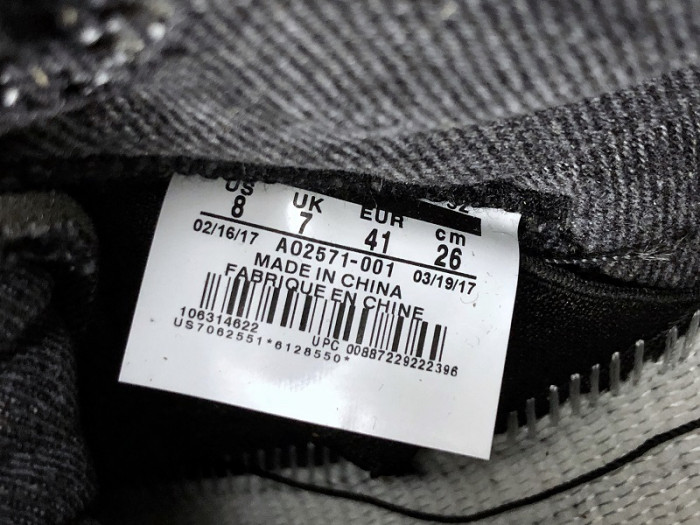 US UK EUR cm
8 7 41 26
02/16/17 A02571-001 03/19/17
MADE IN CHINA
FABRIQUE EN CHINE
106314622 UPC 00887229222396
US7062551*6128550*